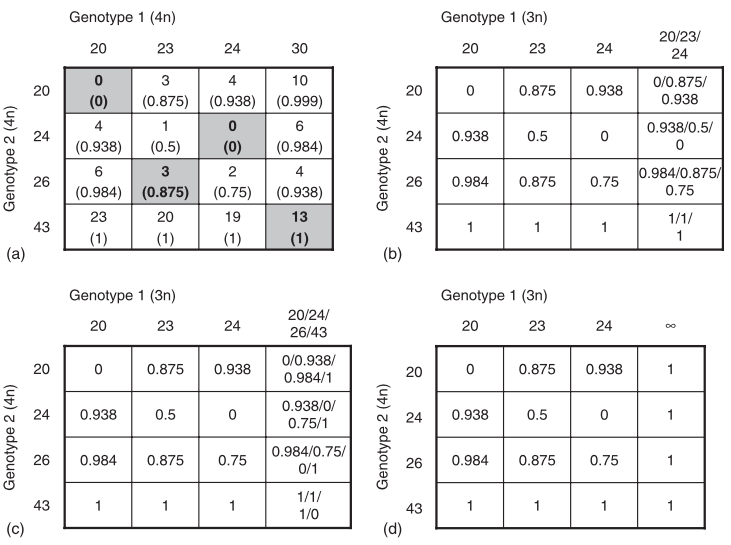 Genotype 1 (4n)
20 23 24 30
Genotype 2 (4n)
20 0 3 4 10
(0) (0.875) (0.938) (0.999)
24 4 1 0 6
(0.938) (0.5) (0) (0.984)
26 6 3 2 4
(0.984) (0.875) (0.75) (0.938)
43 23 20 19 13
(1) (1) (1) (1)
(a)
Genotype 1 (3n)
20 23 24 20/23/
24
Genotype 2 (4n)
20 0 0.875 0.938 0/0.875/
0.938
24 0.938 0.5 0 0.938/0.5/
0
26 0.984 0.875 0.75 0.984/0.875/
0.75
43 1 1 1 1/1/
1
(b)
Genotype 1 (3n)
20 23 24 20/24/
26/43
Genotype 2 (4n)
20 0 0.875 0.938 0/0.938/
0.984/1
24 0.938 0.5 0 0.938/0/
0.75/1
26 0.984 0.875 0.75 0.984/0.75/
0/1
43 1 1 1 1/1/
1/0
(c)
Genotype 1 (3n)
20 23 24 ∞
Genotype 2 (4n)
20 0 0.875 0.938 1
24 0.938 0.5 0 1
26 0.984 0.875 0.75 1
43 1 1 1 1
(d)